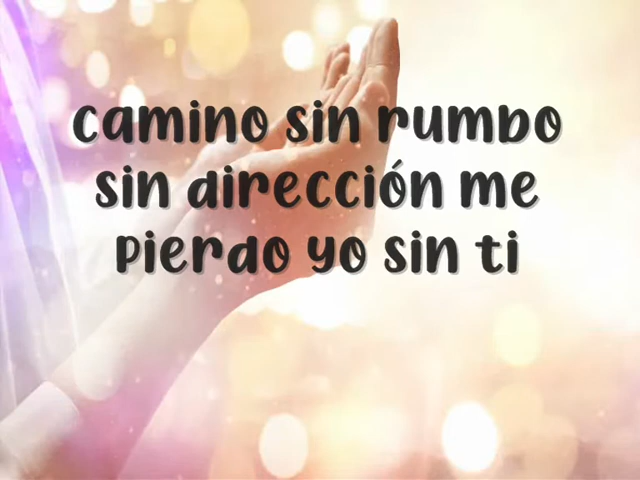 camino sin rumbo
sin dirección me
pierdo yo sin ti